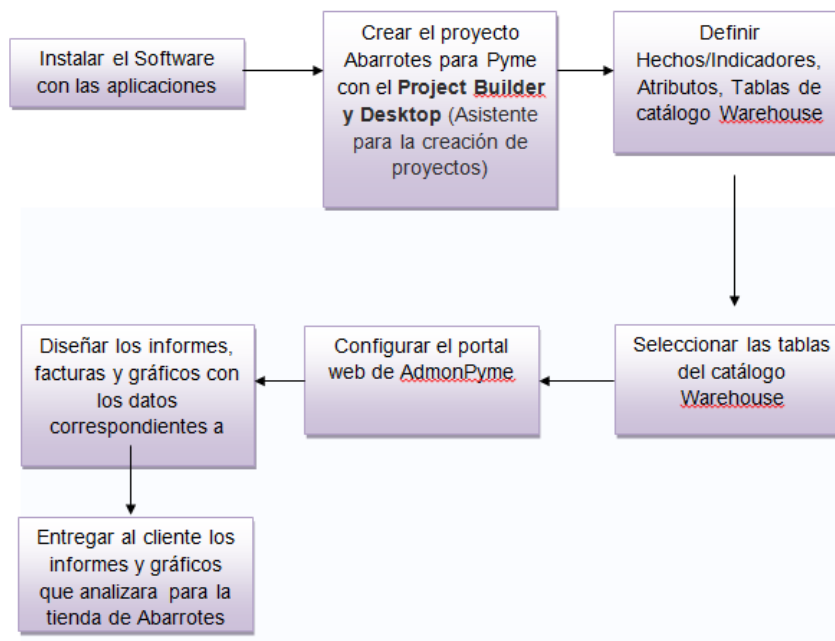 Instalar el Software
con las aplicaciones
Crear el proyecto
Abarrotes para Pyme
con el Project Builder
y Desktop (Asistente
para la creación de
proyectos)
Definir
Hechos/Indicadores,
Atributos, Tablas de
catálogo Warehouse
Seleccionar las tablas
del catálogo
Warehouse
Configurar el portal
web de AdmonPyme
Diseñar los informes,
facturas y gráficos con
los datos
correspondientes a
Entregar al cliente los
informes y gráficos
que analizara para la
tienda de Abarrotes